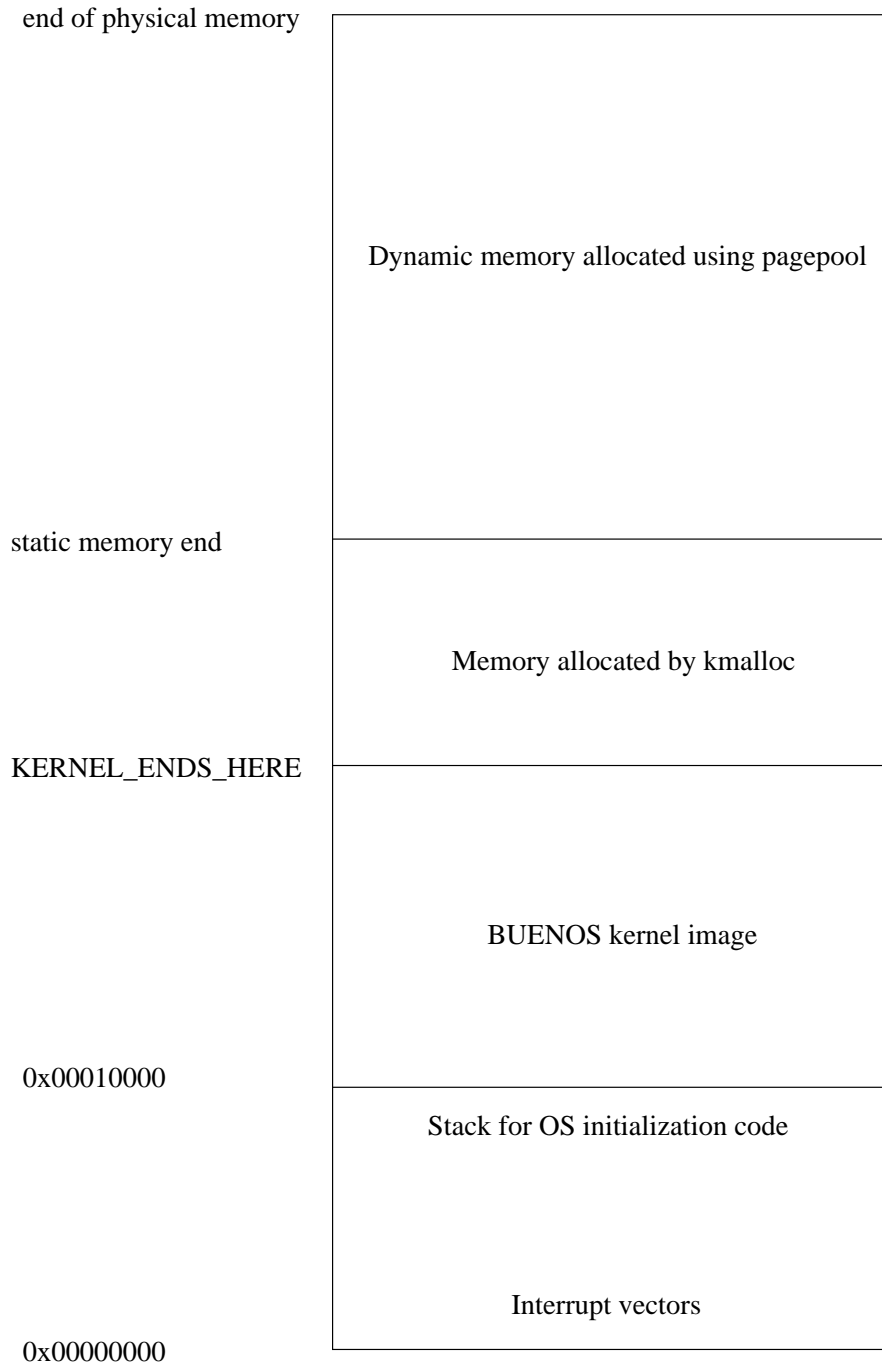 end of physical memory
Dynamic memory allocated using pagepool
static memory end
Memory allocated by kmalloc
KERNEL_ENDS_HERE
BUENOS kernel image
0x00010000
Stack for OS initialization code
Interrupt vectors
0x00000000